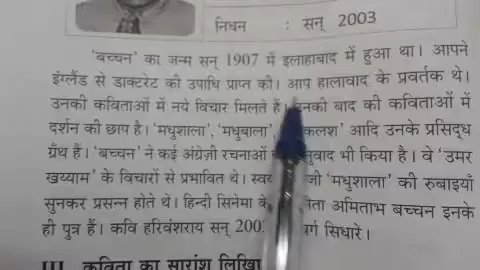 निधन : सन् 2003
'बच्चन' का जन्म सन् 1907 में इलाहाबाद में हुआ था। आपने
इंग्लैंड से डाक्टरेट की उपाधि प्राप्त की। आप हालावाद के प्रवर्तक थे।
उनकी कविताओं में नये विचार मिलते हैं। उनकी बाद की कविताओं में
दर्शन की छाप है। 'मधुशाला', 'मधुबाला' कलश' आदि उनके प्रसिद्ध
ग्रंथ हैं। 'बच्चन' ने कई अंग्रेज़ी रचनाओं का अनुवाद भी किया है। वे 'उमर
खय्याम' के विचारों से प्रभावित थे। जी 'मधुशाला' की रुबाइयाँ
सुनकर प्रसन्न होते थे। हिन्दी सिनेमा के अमिताभ बच्चन इनके
ही पुत्र हैं। कवि हरिवंशराय सन् सिधारे।
III. कविता का सारांश लिखि